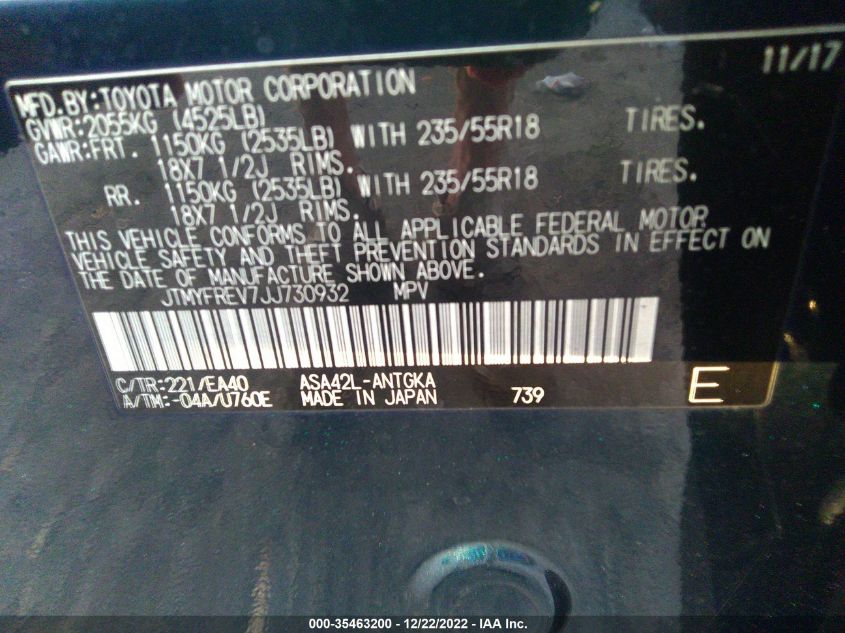 11/17
MFD.BY:TOYOTA MOTOR CORPORATION
GVWR:2055KG (4525LB)
GAWR:FRT. 1150KG (2535LB) WITH 235/55R18 TIRES.
18X7 1/2J RIMS.
RR. 1150KG (2535LB) WITH 235/55R18 TIRES.
18X7 1/2J RIMS.
THIS VEHICLE CONFORMS TO ALL APPLICABLE FEDERAL MOTOR
VEHICLE SAFETY AND THEFT PREVENTION STANDARDS IN EFFECT ON
THE DATE OF MANUFACTURE SHOWN ABOVE.
JTMYFREV7JJ730932 MPV
C/TR:221/EA40 ASA42L-ANTGKA
A/TM:-04A/U760E MADE IN JAPAN 739 E
000-35463200 - 12/22/2022 - IAA Inc.